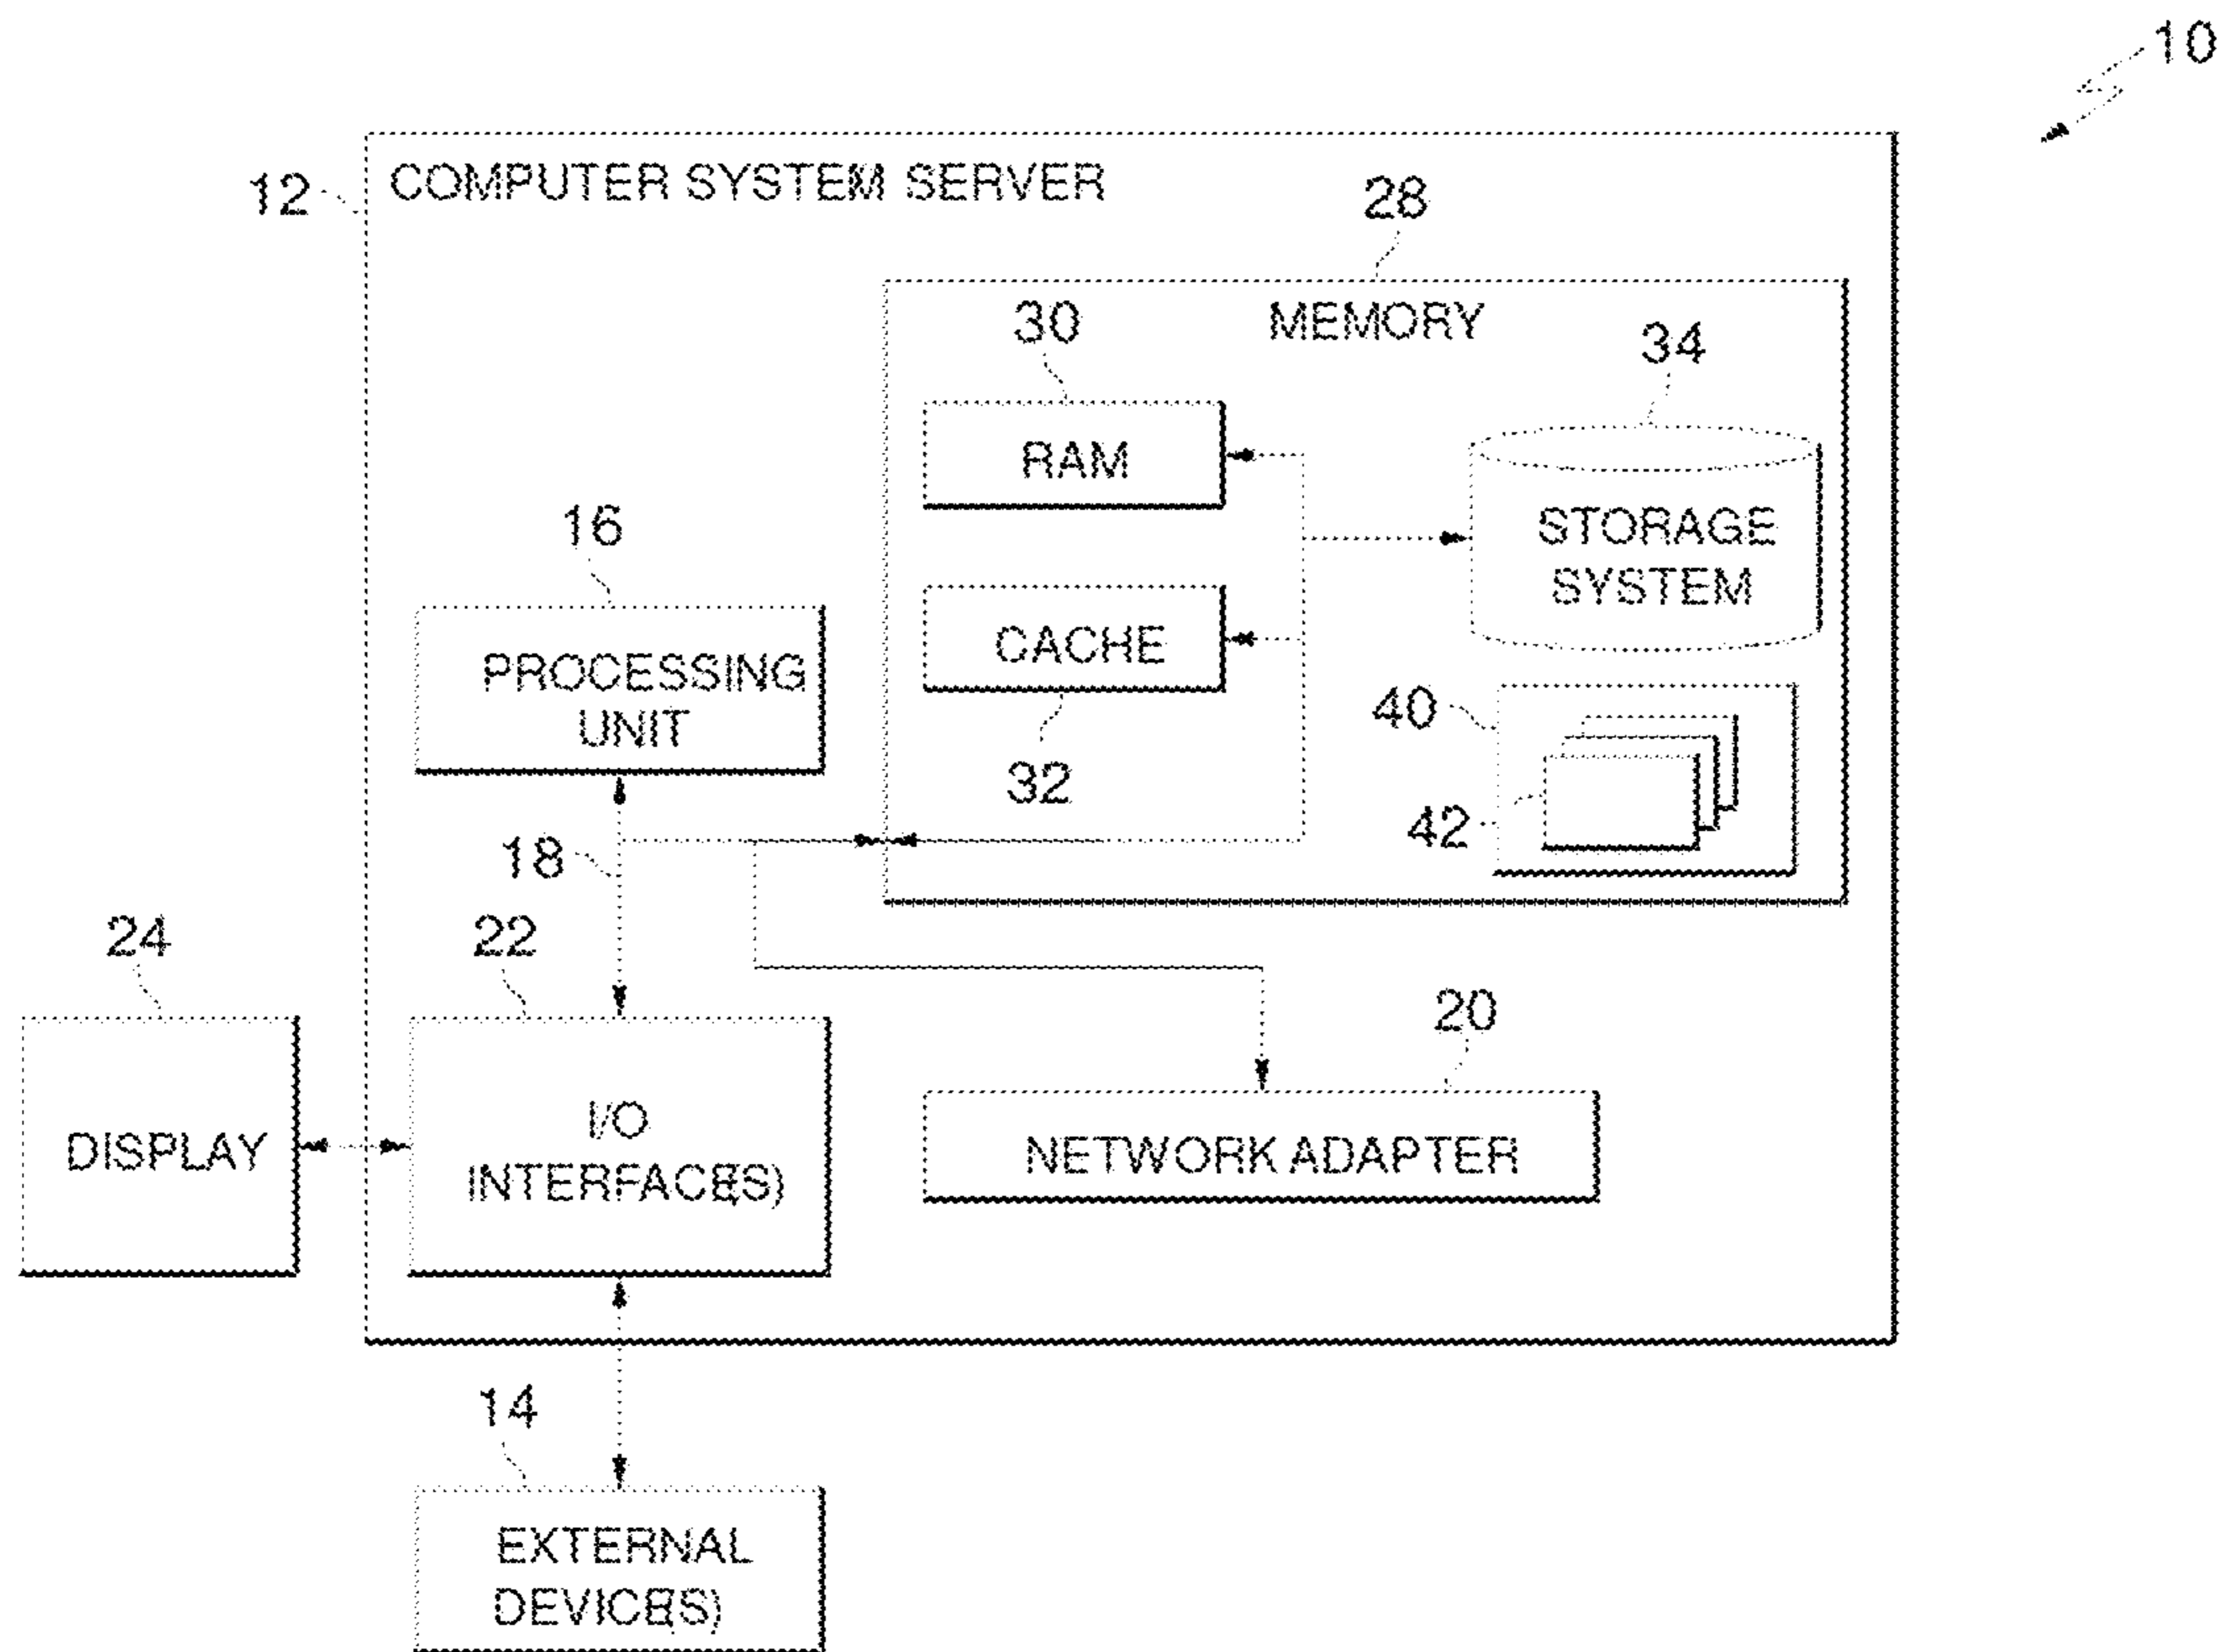 10
12
COMPUTER SYSTEM SERVER
28
MEMORY
30
34
RAM
STORAGE
SYSTEM
16
PROCESSING
UNIT
CACHE
32
40
42
18
24
22
20
DISPLAY
I/O
INTERFACE(S)
NETWORK ADAPTER
14
EXTERNAL
DEVICE(S)